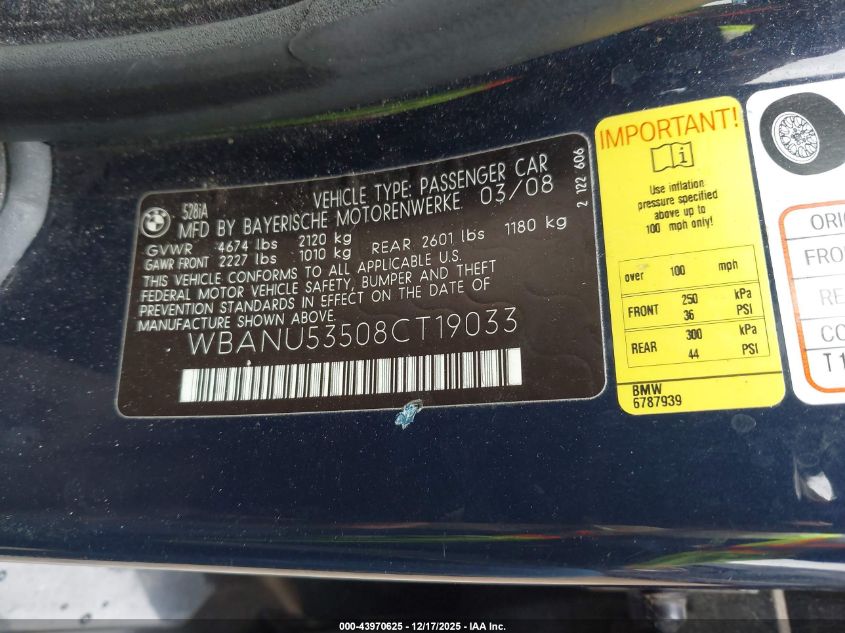 BMW
528iA
VEHICLE TYPE: PASSENGER CAR
MFD BY BAYERISCHE MOTORENWERKE 03/08
GVWR 4674 lbs 2120 kg
GAWR FRONT 2227 lbs 1010 kg REAR 2601 lbs 1180 kg
THIS VEHICLE CONFORMS TO ALL APPLICABLE U.S.
FEDERAL MOTOR VEHICLE SAFETY, BUMPER AND THEFT
PREVENTION STANDARDS IN EFFECT ON THE DATE OF
MANUFACTURE SHOWN ABOVE.
WBANU53508CT19033
2 122 606
IMPORTANT!
i
Use inflation
pressure specified
above up to
100 mph only!
over 100 mph
FRONT 250 kPa
36 PSI
REAR 300 kPa
44 PSI
BMW
6787939
ORI
FRO
RE
CO
T1
000-43970625 - 12/17/2025 - IAA Inc.